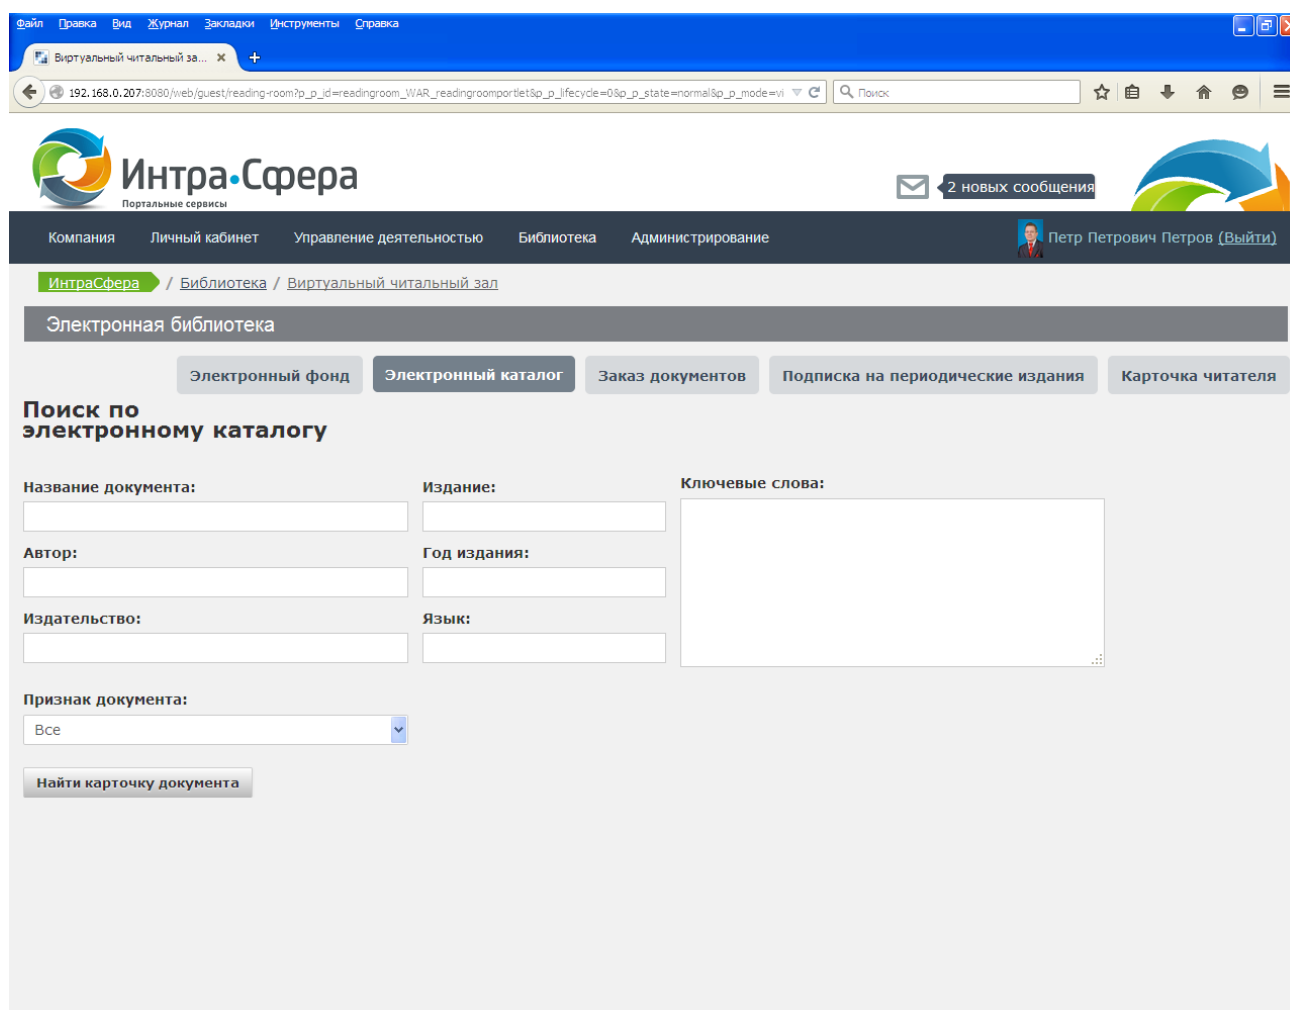 Файл Правка Вид Журнал Закладки Инструменты Справка
Виртуальный читальный за...
192.168.0.207:8080/web/guest/reading-room?p_p_id=readingroom_WAR_readingroomportlet&p_p_lifecycle=0&p_p_state=normal&p_p_mode=vi
Поиск
Интра•Сфера
Портальные сервисы
2 новых сообщения
Компания Личный кабинет Управление деятельностью Библиотека Администрирование Петр Петрович Петров (Выйти)
ИнтраСфера / Библиотека / Виртуальный читальный зал
Электронная библиотека
Электронный фонд Электронный каталог Заказ документов Подписка на периодические издания Карточка читателя
Поиск по
электронному каталогу
Название документа: Издание: Ключевые слова:
Автор: Год издания:
Издательство: Язык:
Признак документа:
Все
Найти карточку документа